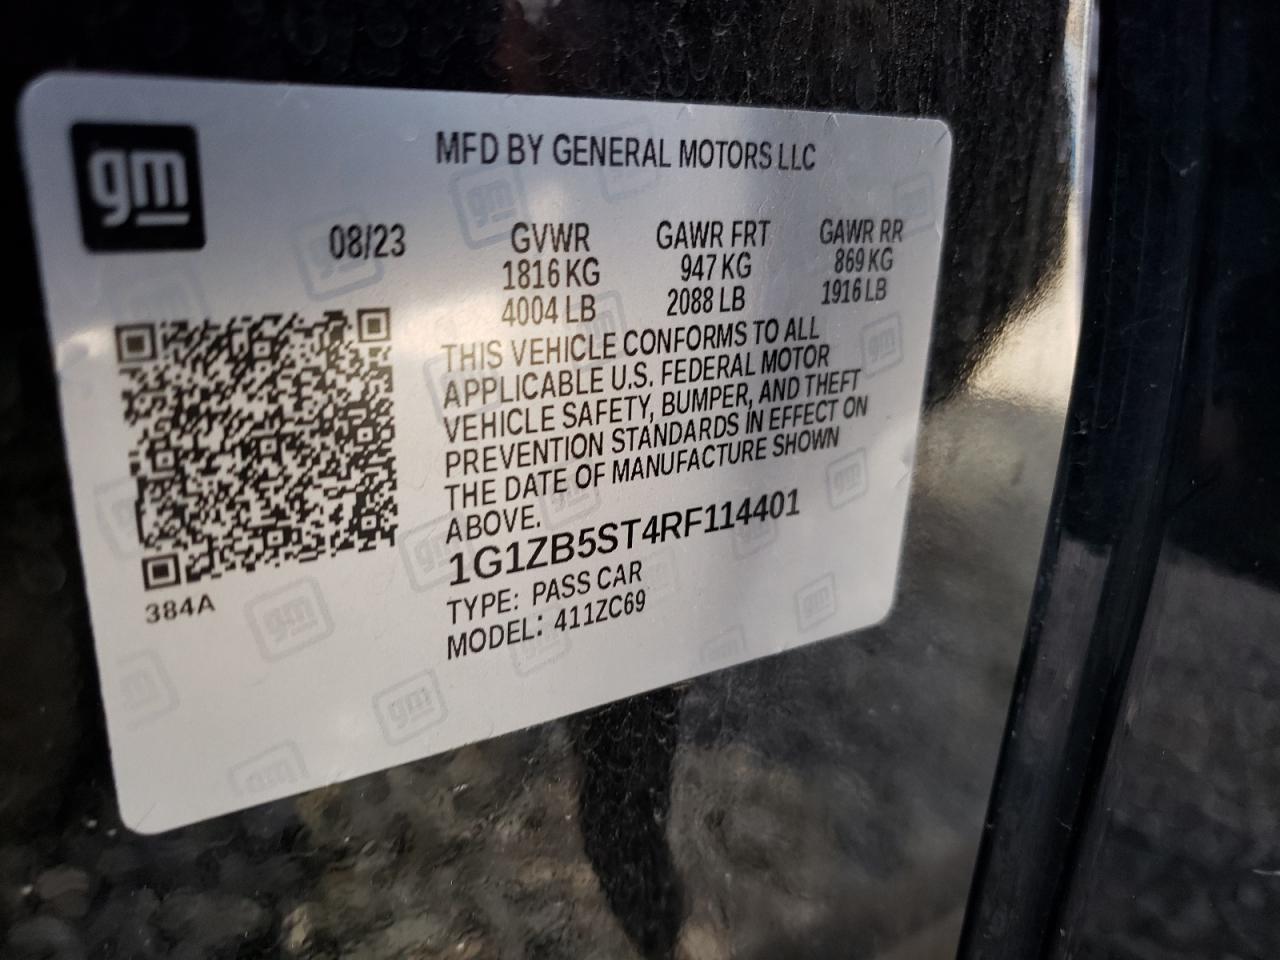 gm
MFD BY GENERAL MOTORS LLC
08/23 GVWR GAWR FRT GAWR RR
1816 KG 947 KG 869 KG
4004 LB 2088 LB 1916 LB
THIS VEHICLE CONFORMS TO ALL
APPLICABLE U.S. FEDERAL MOTOR
VEHICLE SAFETY, BUMPER, AND THEFT
PREVENTION STANDARDS IN EFFECT ON
THE DATE OF MANUFACTURE SHOWN
ABOVE.
1G1ZB5ST4RF114401
TYPE: PASS CAR
MODEL: 411ZC69
384A